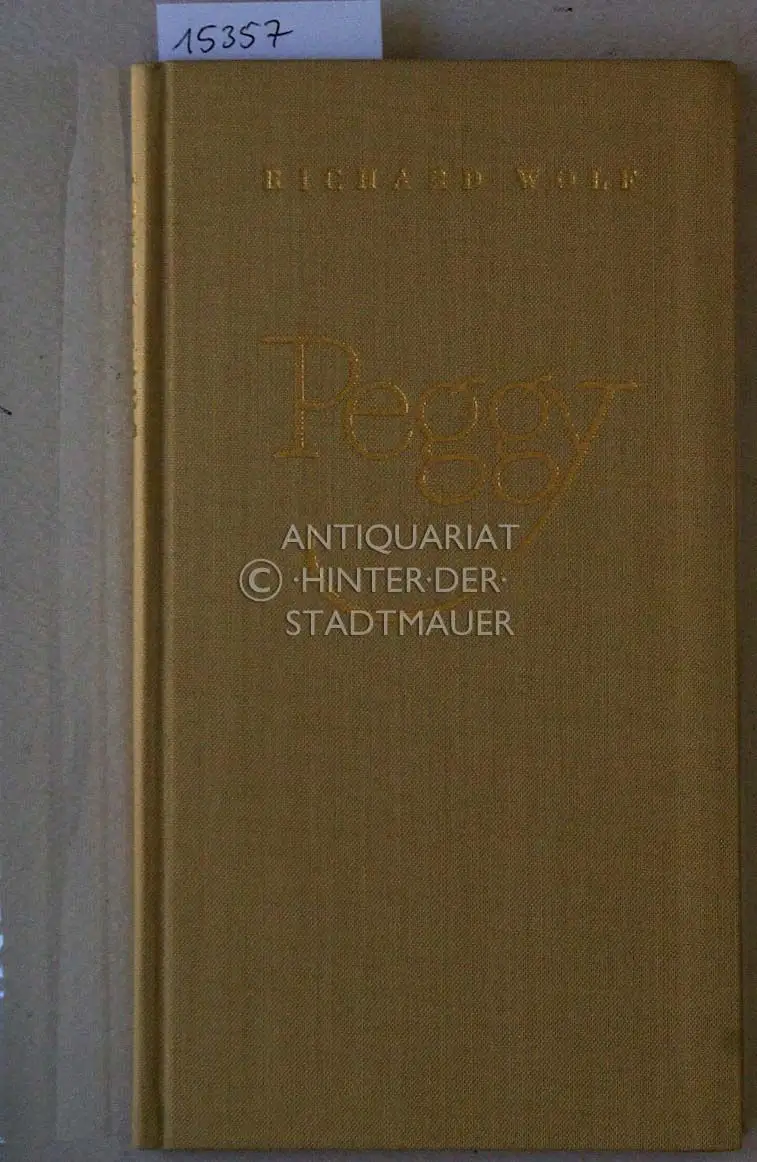 15357
RICHARD WOLF
Peggy
ANTIQUARIAT
© ·HINTER·DER·
STADTMAUER